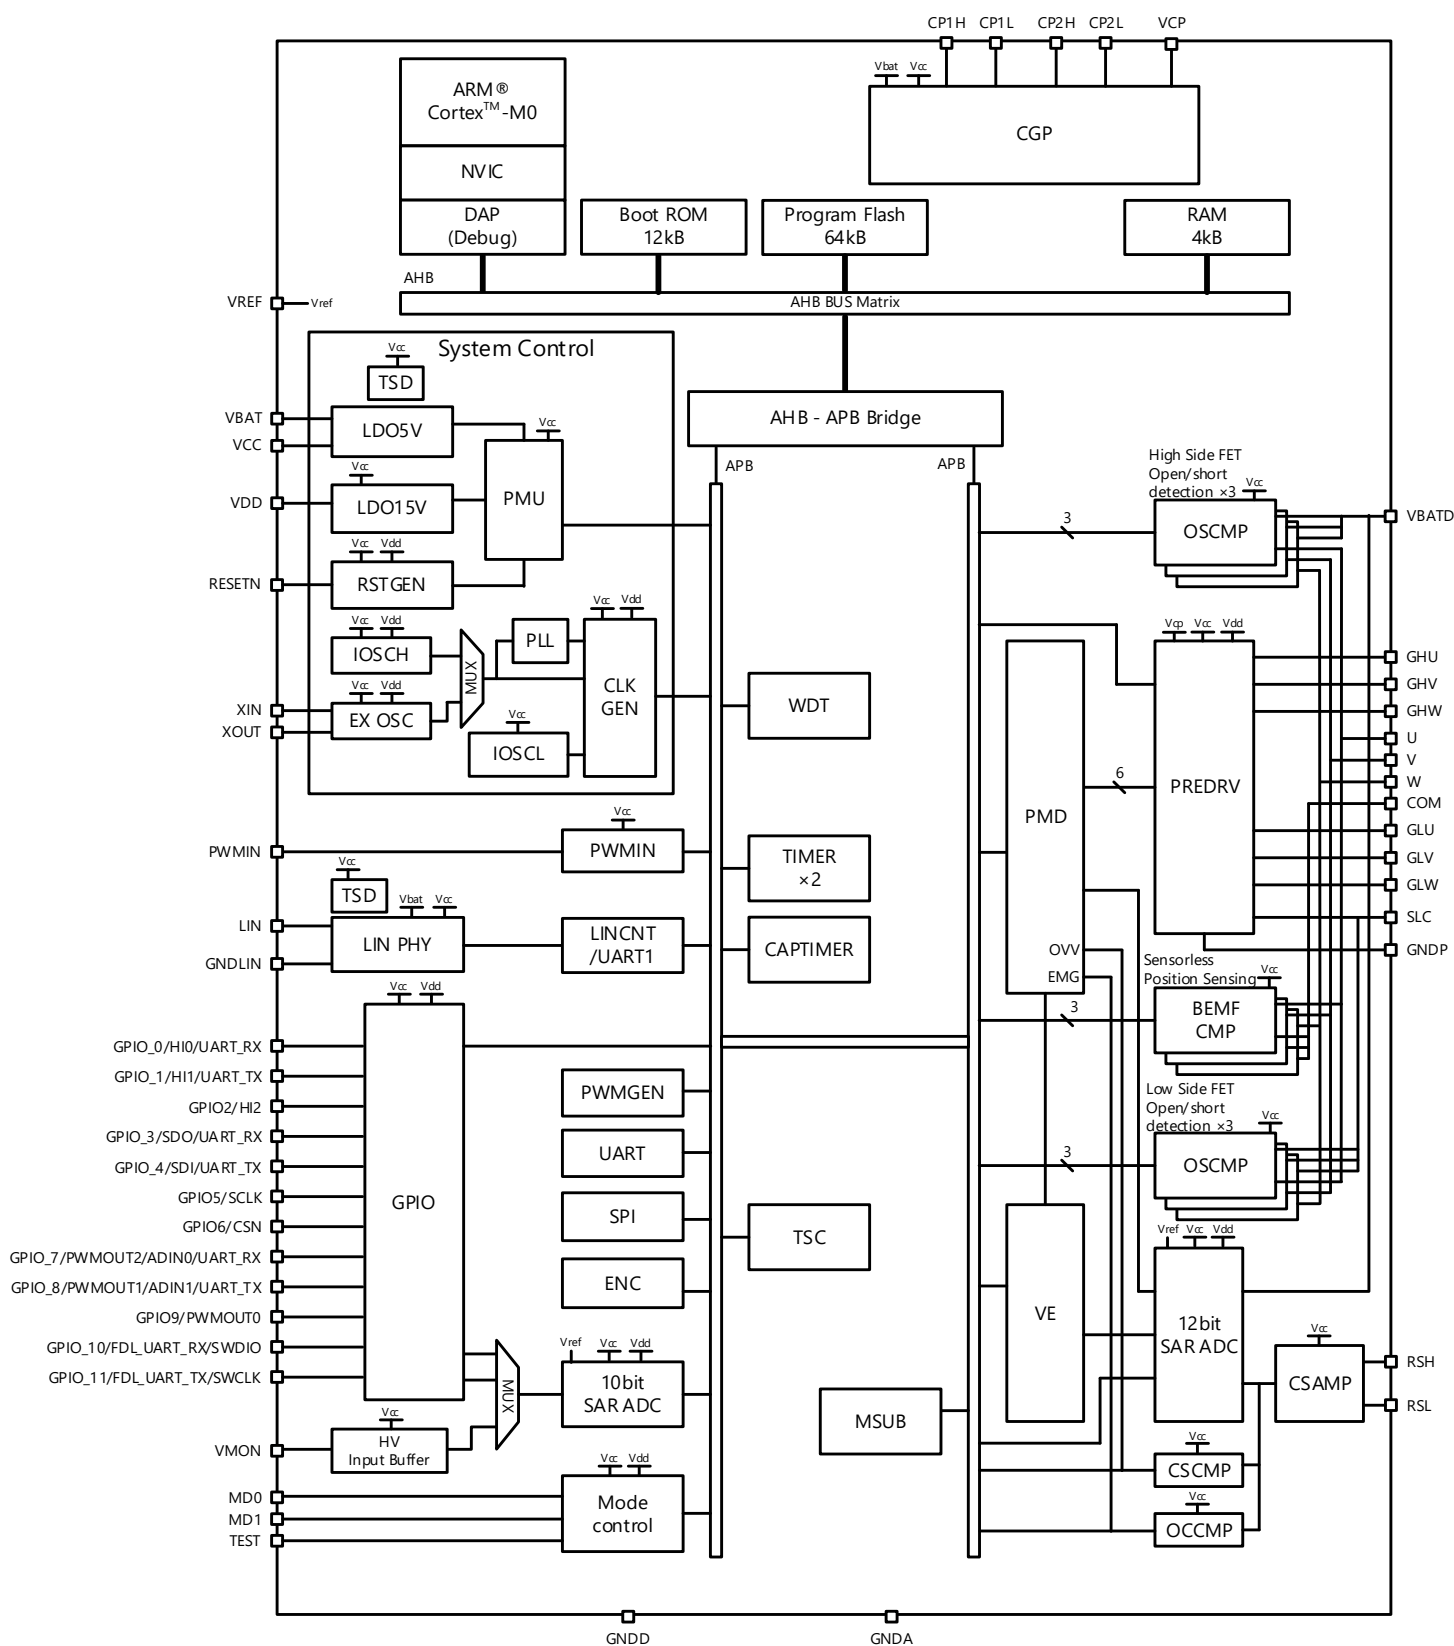 CP1H
CP1L
CP2H
CP2L
VCP
Vbat
Vcc
CGP
ARM®
Cortex™-M0
NVIC
DAP
(Debug)
Boot ROM
12kB
Program Flash
64kB
RAM
4kB
AHB
AHB BUS Matrix
VREF
Vref
System Control
Vcc
TSD
VBAT
VCC
LDO5V
Vcc
PMU
VDD
Vcc
LDO15V
Vcc
Vdd
RESETN
RSTGEN
Vcc
Vdd
IOSCH
MUX
PLL
Vcc
Vdd
CLK
GEN
Vcc
Vdd
XIN
XOUT
EX OSC
Vcc
IOSCL
AHB - APB Bridge
APB
APB
WDT
TIMER
×2
CAPTIMER
TSC
MSUB
PWMIN
Vcc
PWMIN
Vcc
TSD
Vbat
Vcc
LIN
GNDLIN
LIN PHY
LINCNT
/UART1
Vcc
Vdd
GPIO_0/HI0/UART_RX
GPIO_1/HI1/UART_TX
GPIO2/HI2
GPIO_3/SDO/UART_RX
GPIO_4/SDI/UART_TX
GPIO5/SCLK
GPIO6/CSN
GPIO_7/PWMOUT2/ADIN0/UART_RX
GPIO_8/PWMOUT1/ADIN1/UART_TX
GPIO9/PWMOUT0
GPIO_10/FDL_UART_RX/SWDIO
GPIO_11/FDL_UART_TX/SWCLK
GPIO
PWMGEN
UART
SPI
ENC
MUX
Vref
Vcc
Vdd
10bit
SAR ADC
VMON
Vcc
HV
Input Buffer
MD0
MD1
TEST
Vcc
Vdd
Mode
control
High Side FET
Open/short
detection ×3
Vcc
3
OSCMP
VBATD
PMD
OVV
EMG
6
Vcp
Vcc
Vdd
PREDRV
GHU
GHV
GHW
U
V
W
COM
GLU
GLV
GLW
SLC
GNDP
Sensorless
Position Sensing
Vcc
3
BEMF
CMP
Low Side FET
Open/short
detection ×3
Vcc
3
OSCMP
VE
Vref
Vcc
Vdd
12bit
SAR ADC
Vcc
CSAMP
RSH
RSL
Vcc
CSCMP
Vcc
OCCMP
GNDD
GNDA